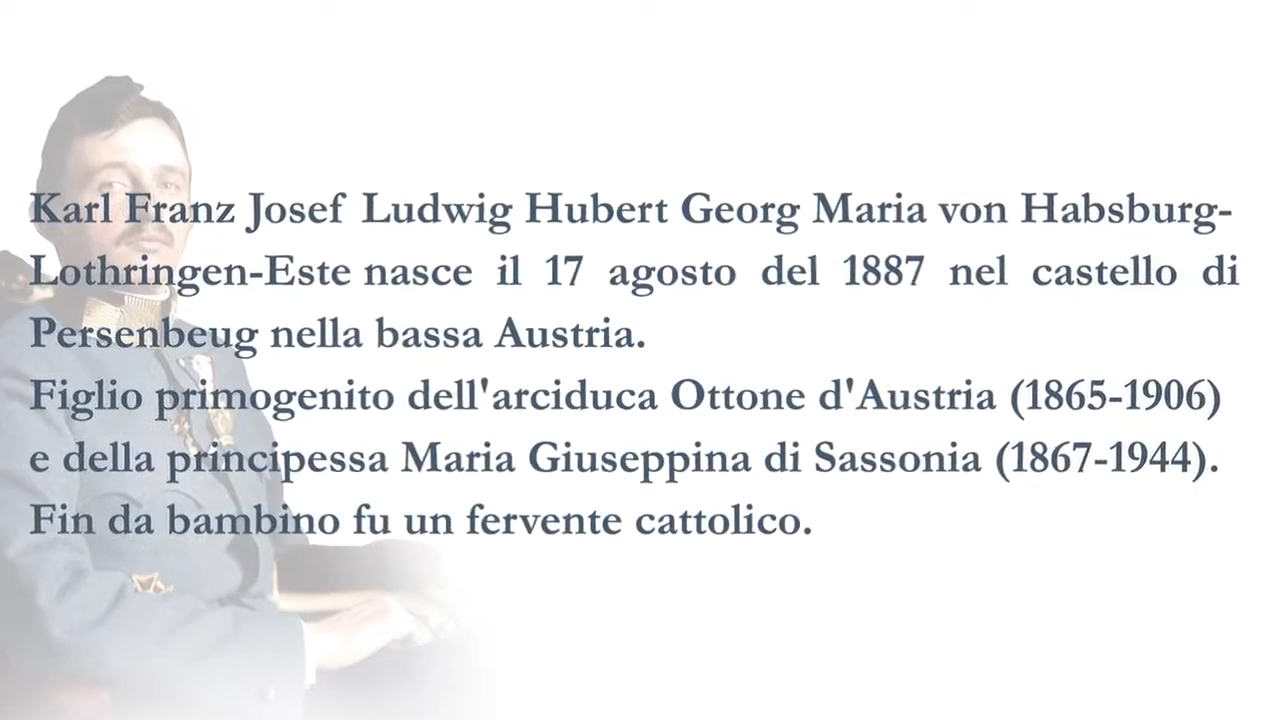 Karl Franz Josef Ludwig Hubert Georg Maria von Habsburg-
Lothringen-Este nasce il 17 agosto del 1887 nel castello di
Persenbeug nella bassa Austria.
Figlio primogenito dell'arciduca Ottone d'Austria (1865-1906)
e della principessa Maria Giuseppina di Sassonia (1867-1944).
Fin da bambino fu un fervente cattolico.